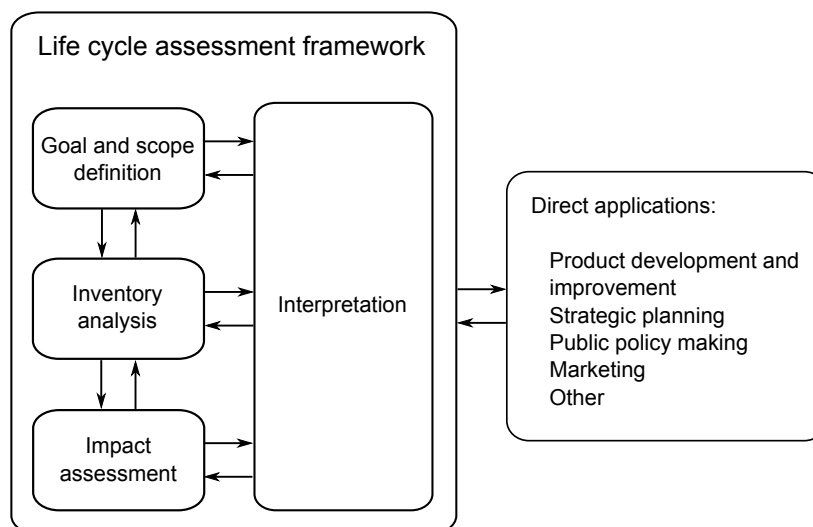 Life cycle assessment framework
Goal and scope
definition
Inventory
analysis
Impact
assessment
Interpretation
Direct applications:
Product development and
improvement
Strategic planning
Public policy making
Marketing
Other